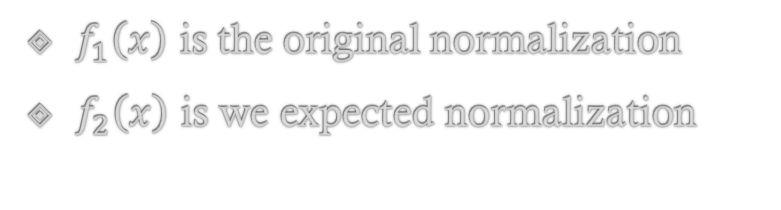 f₁(x) is the original normalization
f₂(x) is we expected normalization